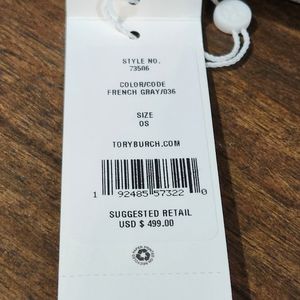 STYLE NO.
73506
COLOR/CODE
FRENCH GRAY/036
SIZE
OS
TORYBURCH.COM
1 92485 57322 0
SUGGESTED RETAIL
USD $ 499.00